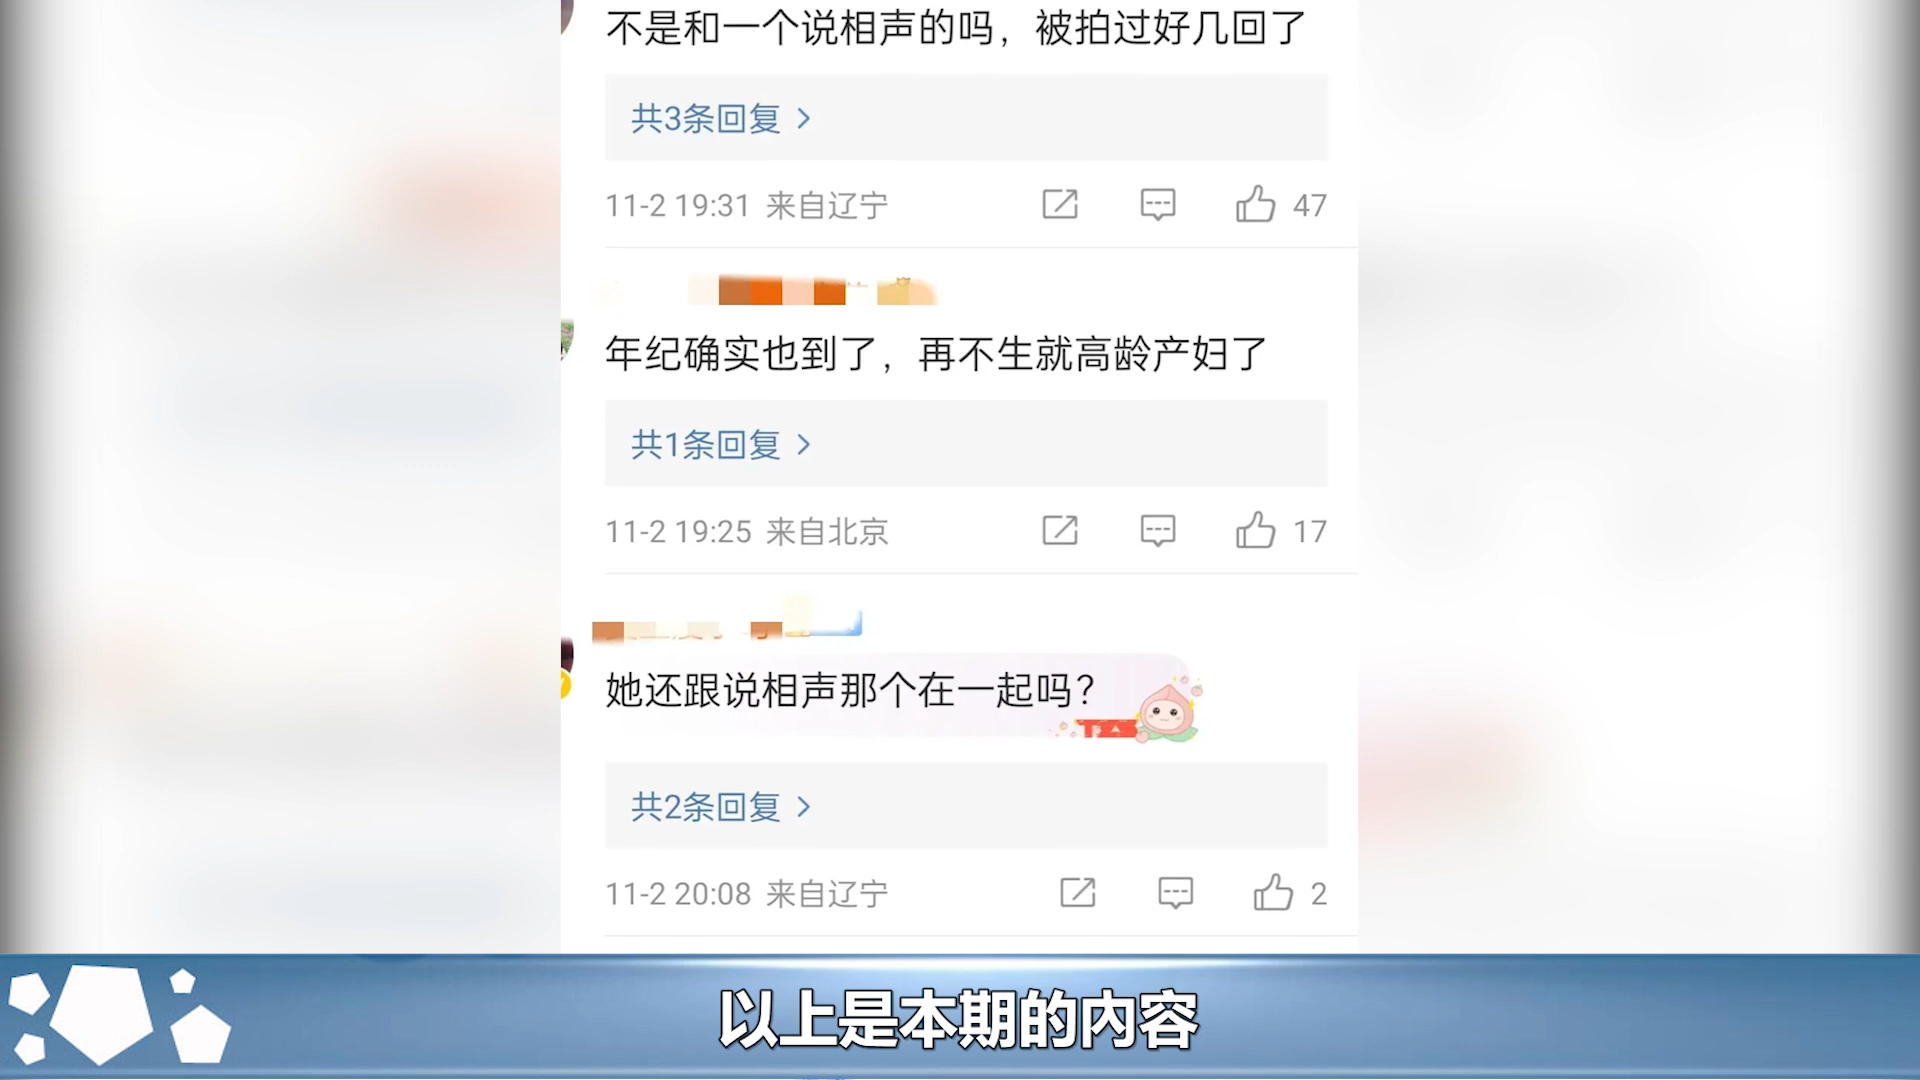 不是和一个说相声的吗，被拍过好几回了
共3条回复 >
11-2 19:31 来自辽宁 47
年纪确实也到了，再不生就高龄产妇了
共1条回复 >
11-2 19:25 来自北京 17
她还跟说相声那个在一起吗？
共2条回复 >
11-2 20:08 来自辽宁 2
以上是本期的内容